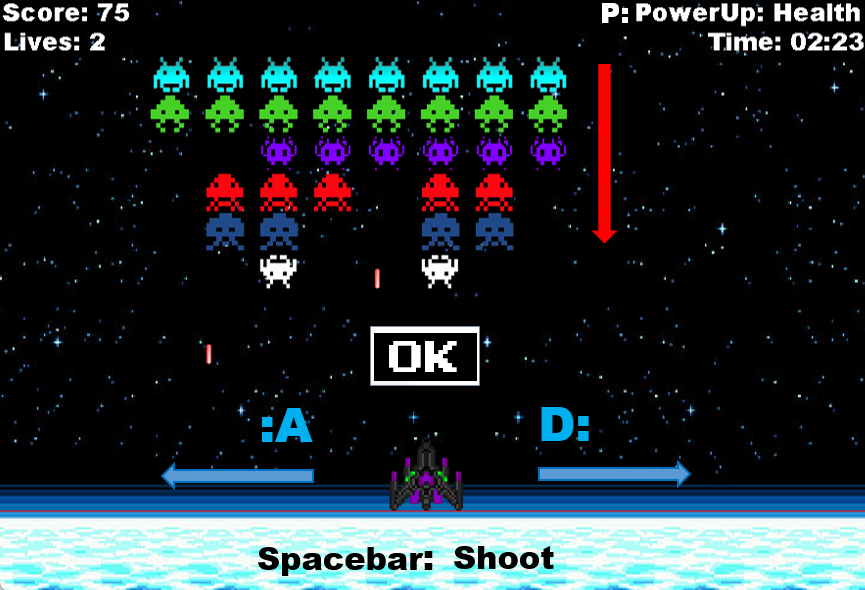 Score: 75
P: PowerUp: Health
Lives: 2
Time: 02:23
OK
:A
D:
Spacebar: Shoot